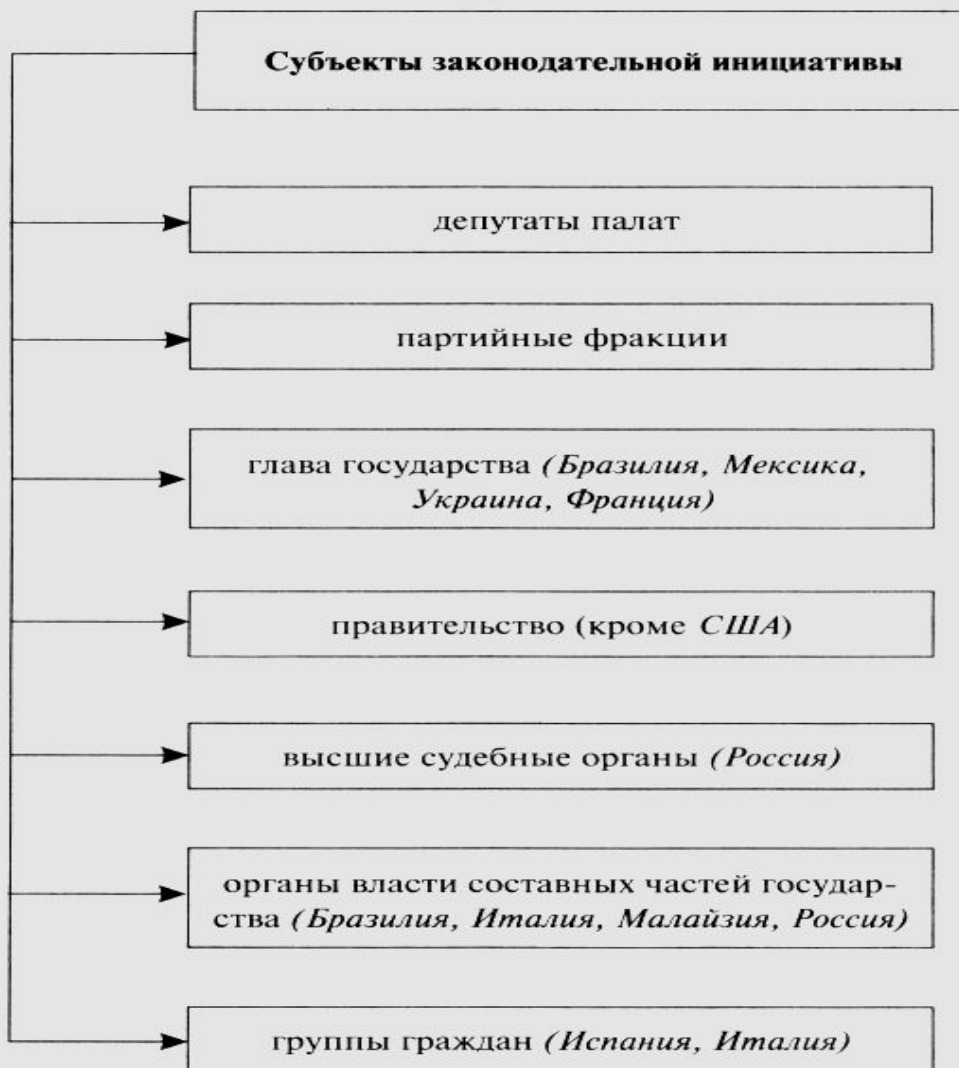 Субъекты законодательной инициативы
депутаты палат
партийные фракции
глава государства (Бразилия, Мексика,
Украина, Франция)
правительство (кроме США)
высшие судебные органы (Россия)
органы власти составных частей государ-
ства (Бразилия, Италия, Малайзия, Россия)
группы граждан (Испания, Италия)